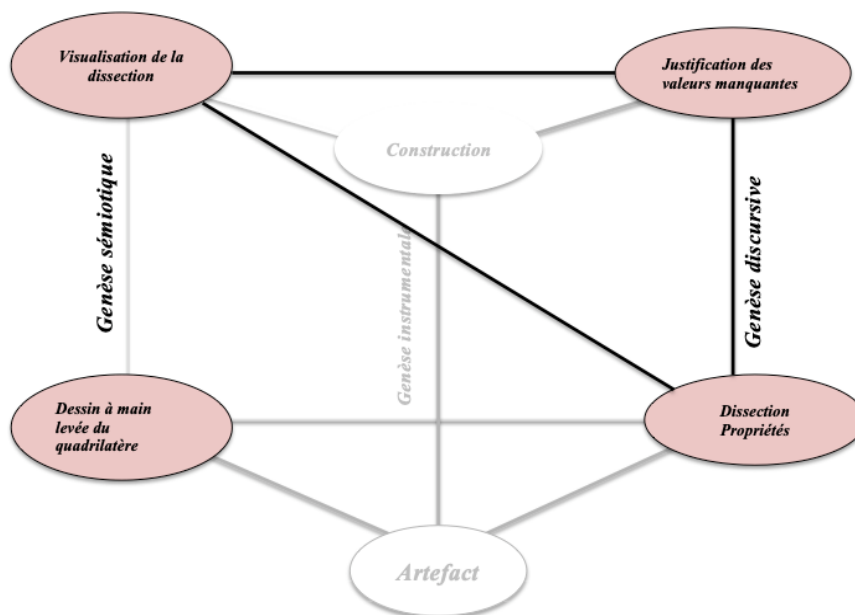 Visualisation de la
dissection
Justification des
valeurs manquantes
Construction
Genèse sémiotique
Genèse instrumentale
Genèse discursive
Dessin à main
levée du
quadrilatère
Dissection
Propriétés
Artefact